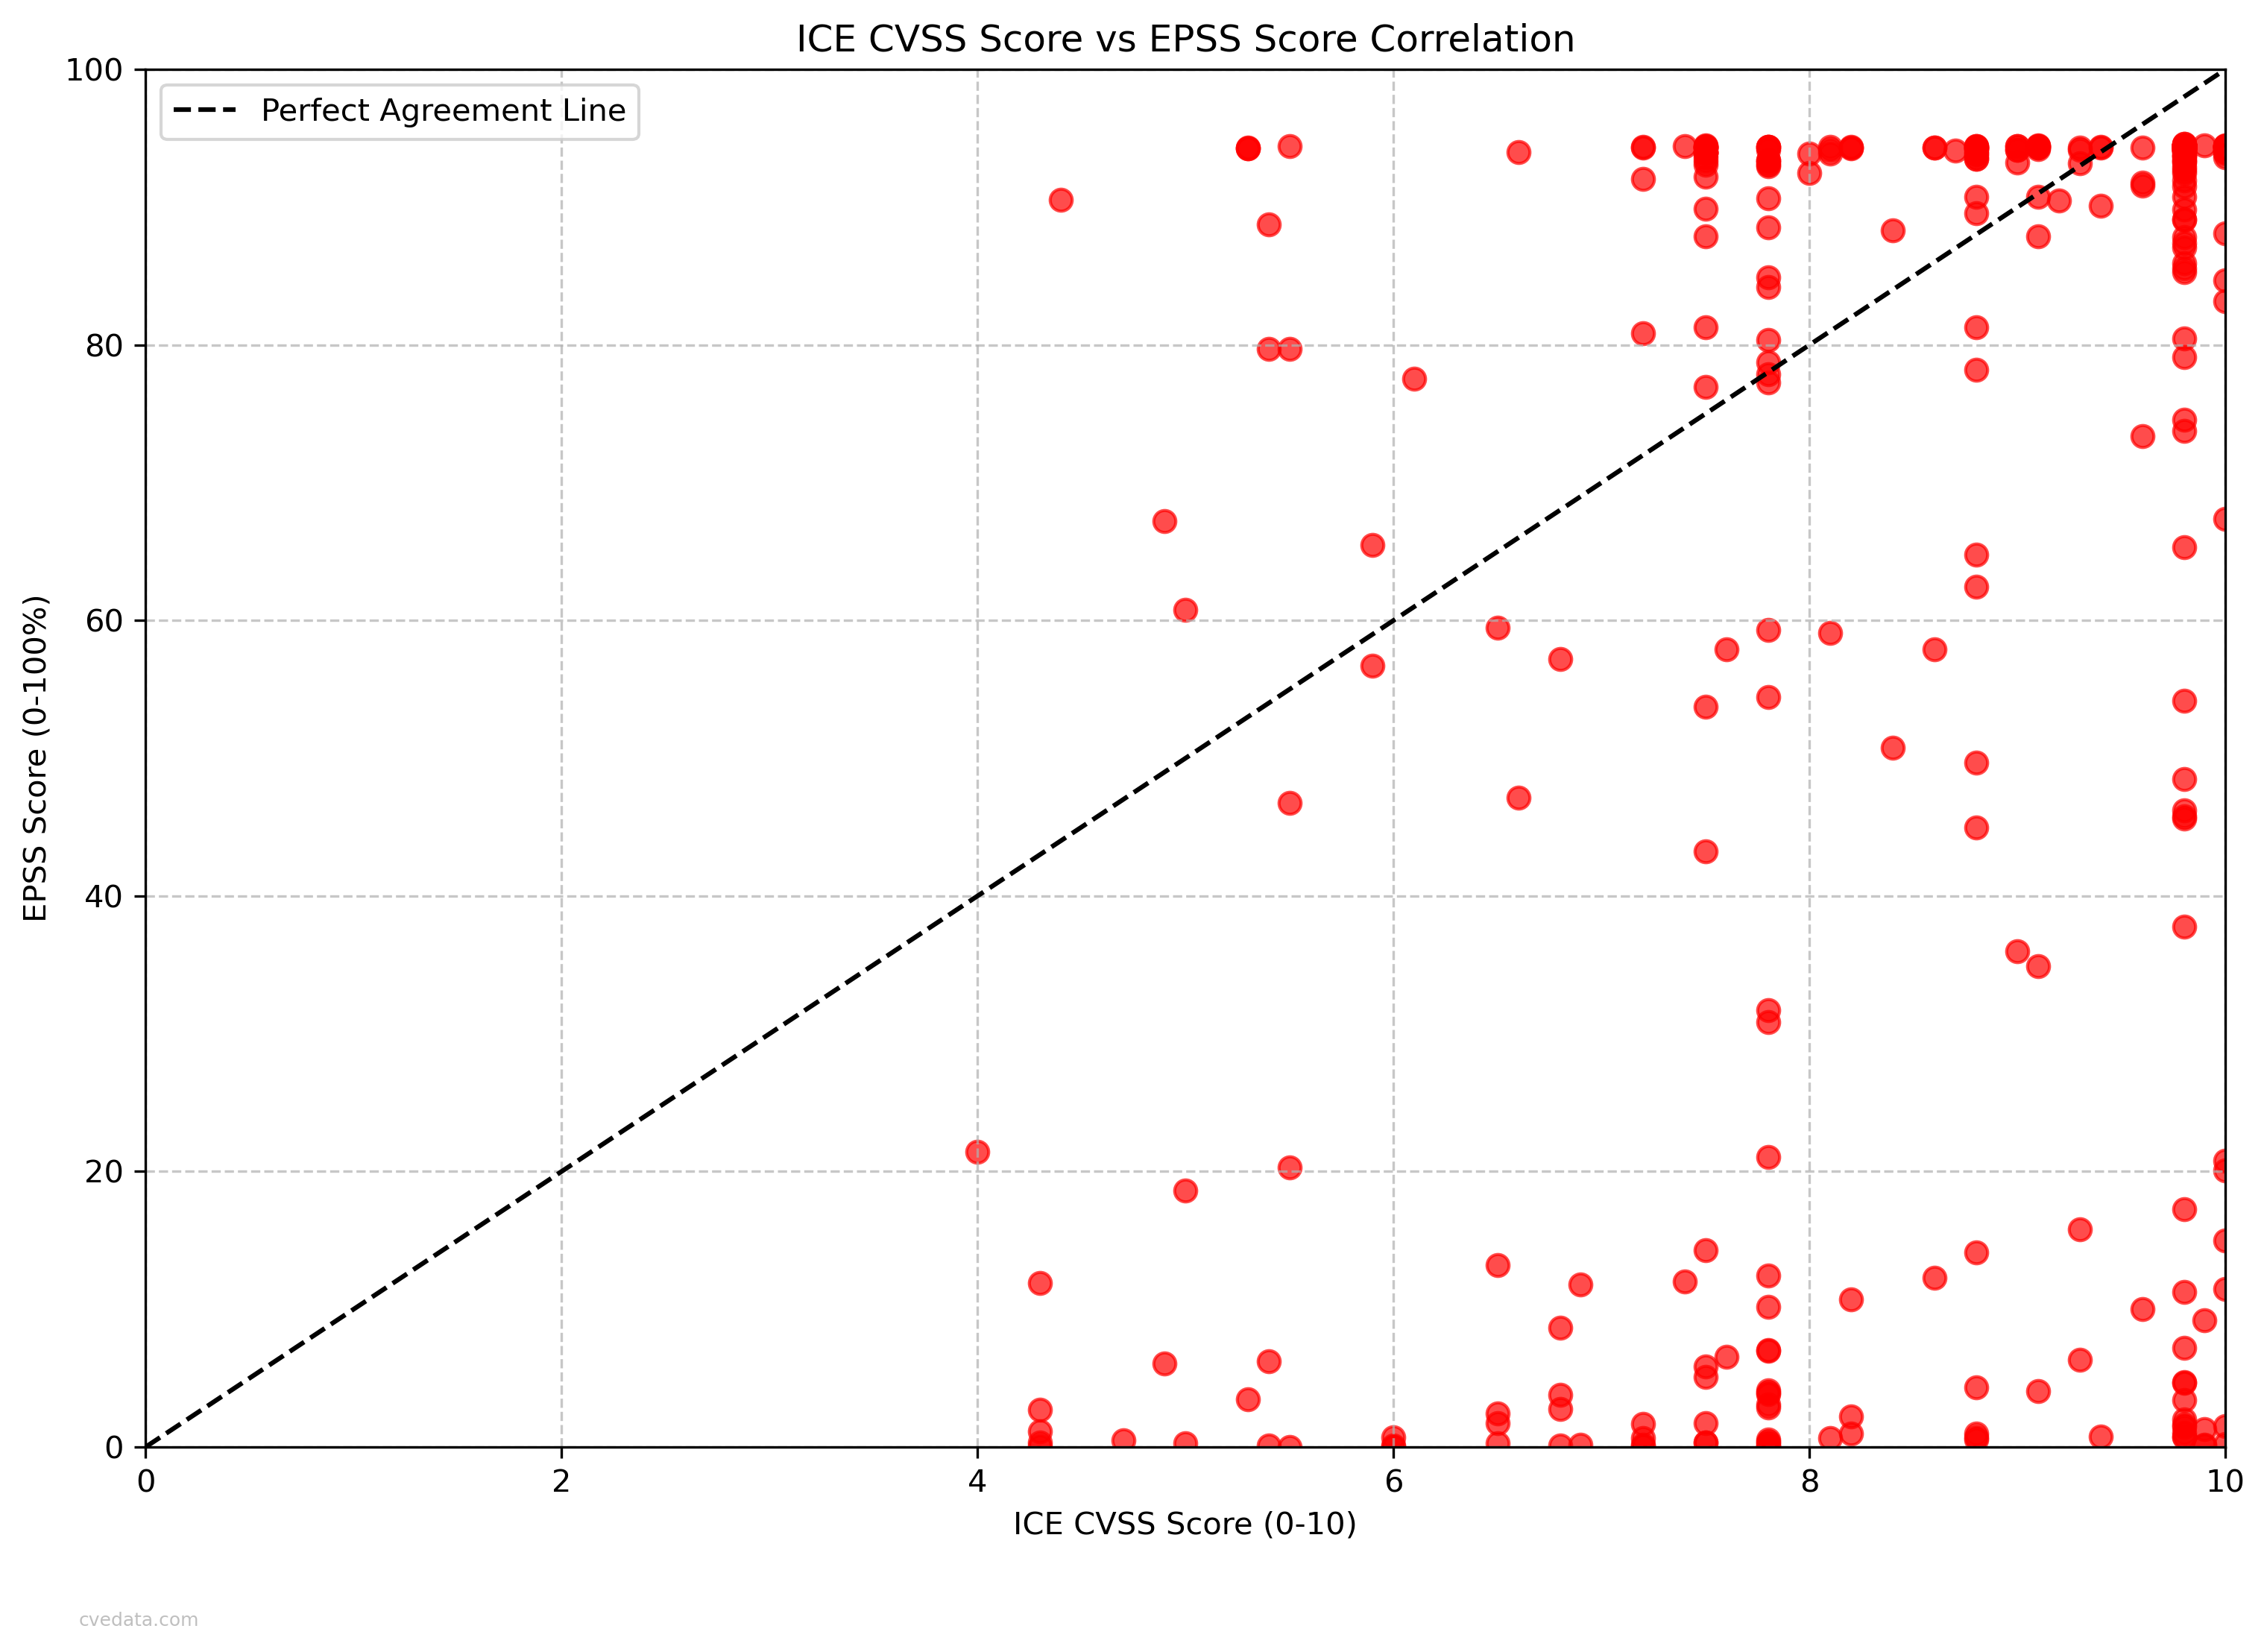 ICE CVSS Score vs EPSS Score Correlation
Perfect Agreement Line
EPSS Score (0-100%)
100
80
60
40
20
0
0 2 4 6 8 10
ICE CVSS Score (0-10)
cvedata.com